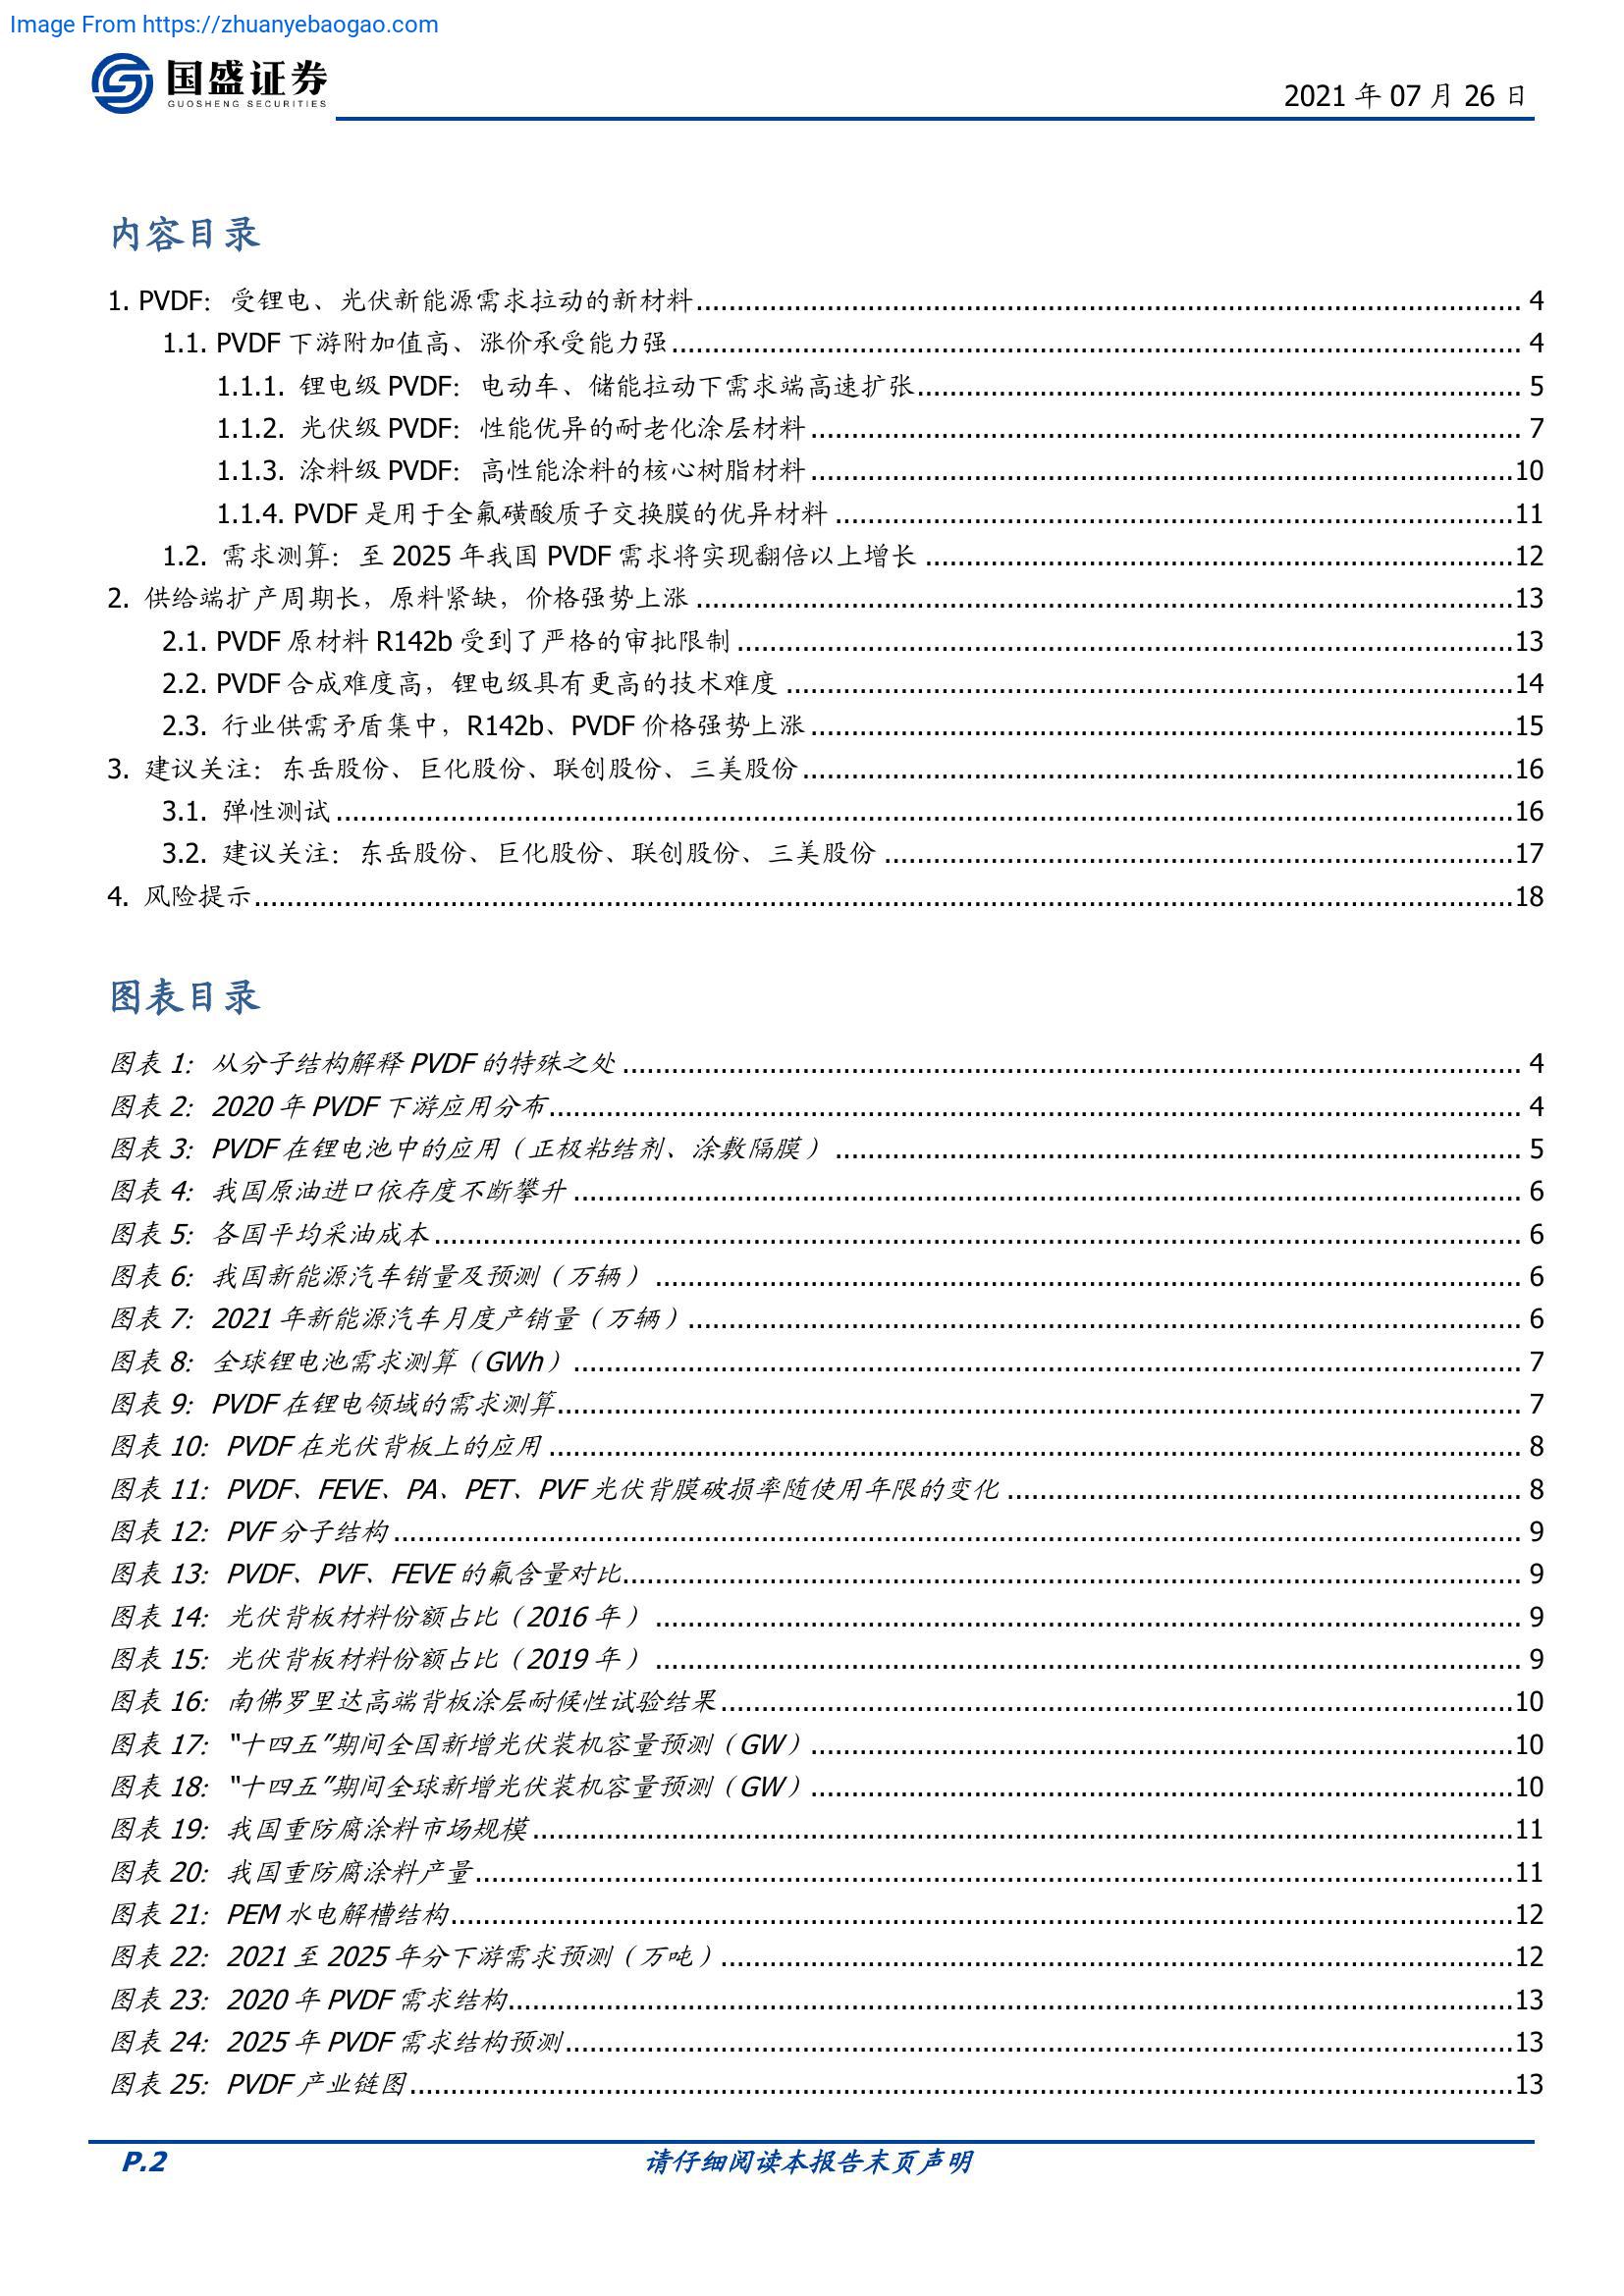 Image From https://zhuanyebaogao.com
国盛证券
GUOSHENG SECURITIES
2021 年 07 月 26 日
内容目录
1. PVDF：受锂电、光伏新能源需求拉动的新材料 4
1.1. PVDF 下游附加值高、涨价承受能力强 4
1.1.1. 锂电级 PVDF：电动车、储能拉动下需求端高速扩张 5
1.1.2. 光伏级 PVDF：性能优异的耐老化涂层材料 7
1.1.3. 涂料级 PVDF：高性能涂料的核心树脂材料 10
1.1.4. PVDF 是用于全氟磺酸质子交换膜的优异材料 11
1.2. 需求测算：至 2025 年我国 PVDF 需求将实现翻倍以上增长 12
2. 供给端扩产周期长，原料紧缺，价格强势上涨 13
2.1. PVDF 原材料 R142b 受到了严格的审批限制 13
2.2. PVDF 合成难度高，锂电级具有更高的技术难度 14
2.3. 行业供需矛盾集中，R142b、PVDF 价格强势上涨 15
3. 建议关注：东岳股份、巨化股份、联创股份、三美股份 16
3.1. 弹性测试 16
3.2. 建议关注：东岳股份、巨化股份、联创股份、三美股份 17
4. 风险提示 18
图表目录
图表 1：从分子结构解释 PVDF 的特殊之处 4
图表 2：2020 年 PVDF 下游应用分布 4
图表 3：PVDF 在锂电池中的应用（正极粘结剂、涂敷隔膜） 5
图表 4：我国原油进口依存度不断攀升 6
图表 5：各国平均采油成本 6
图表 6：我国新能源汽车销量及预测（万辆） 6
图表 7：2021 年新能源汽车月度产销量（万辆） 6
图表 8：全球锂电池需求测算（GWh） 7
图表 9：PVDF 在锂电领域的需求测算 7
图表 10：PVDF 在光伏背板上的应用 8
图表 11：PVDF、FEVE、PA、PET、PVF 光伏背膜破损率随使用年限的变化 8
图表 12：PVF 分子结构 9
图表 13：PVDF、PVF、FEVE 的氟含量对比 9
图表 14：光伏背板材料份额占比（2016 年） 9
图表 15：光伏背板材料份额占比（2019 年） 9
图表 16：南佛罗里达高端背板涂层耐候性试验结果 10
图表 17：“十四五”期间全国新增光伏装机容量预测（GW） 10
图表 18：“十四五”期间全球新增光伏装机容量预测（GW） 10
图表 19：我国重防腐涂料市场规模 11
图表 20：我国重防腐涂料产量 11
图表 21：PEM 水电解槽结构 12
图表 22：2021 至 2025 年分下游需求预测（万吨） 12
图表 23：2020 年 PVDF 需求结构 13
图表 24：2025 年 PVDF 需求结构预测 13
图表 25：PVDF 产业链图 13
P.2
请仔细阅读本报告末页声明